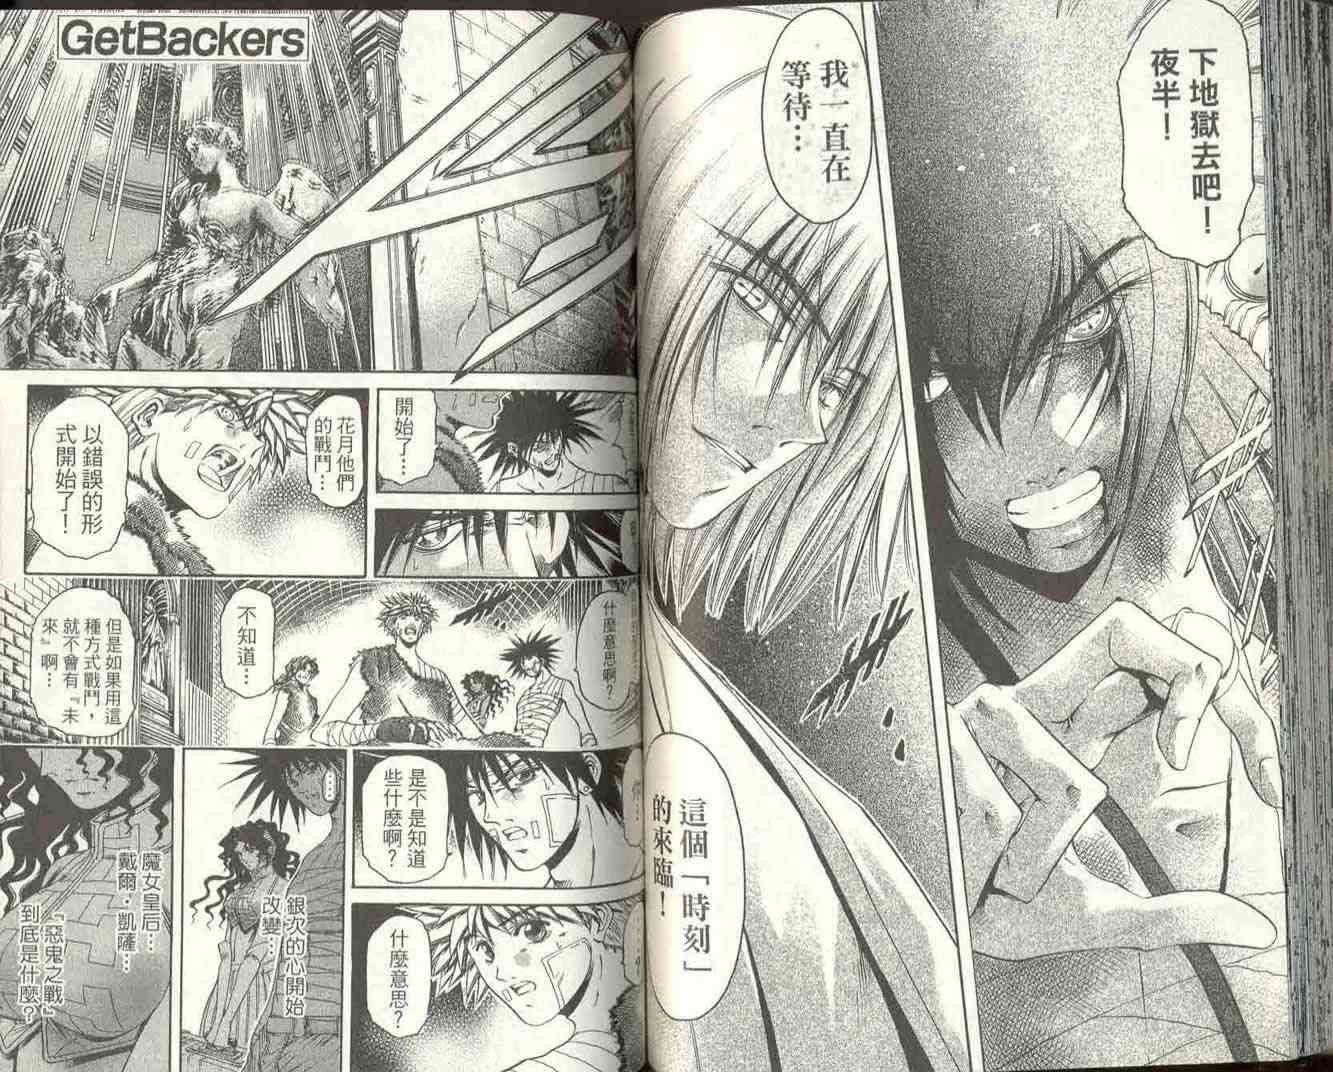 下地獄去吧！
夜半！
我一直在
等待…
這個「時刻」
的來臨！
GetBackers
開始了…
花月他們
的戰鬥…
以錯誤的形
式開始了！
什麼意思啊？
不知道…
但是如果用這
種方式戰鬥，
就不會有『未
來』啊…
是不是知道
些什麼啊？
什麼意思？
……
銀次的心開始
改變…
魔女皇后…
戴爾·凱薩…
『惡鬼之戰』
到底是什麼？